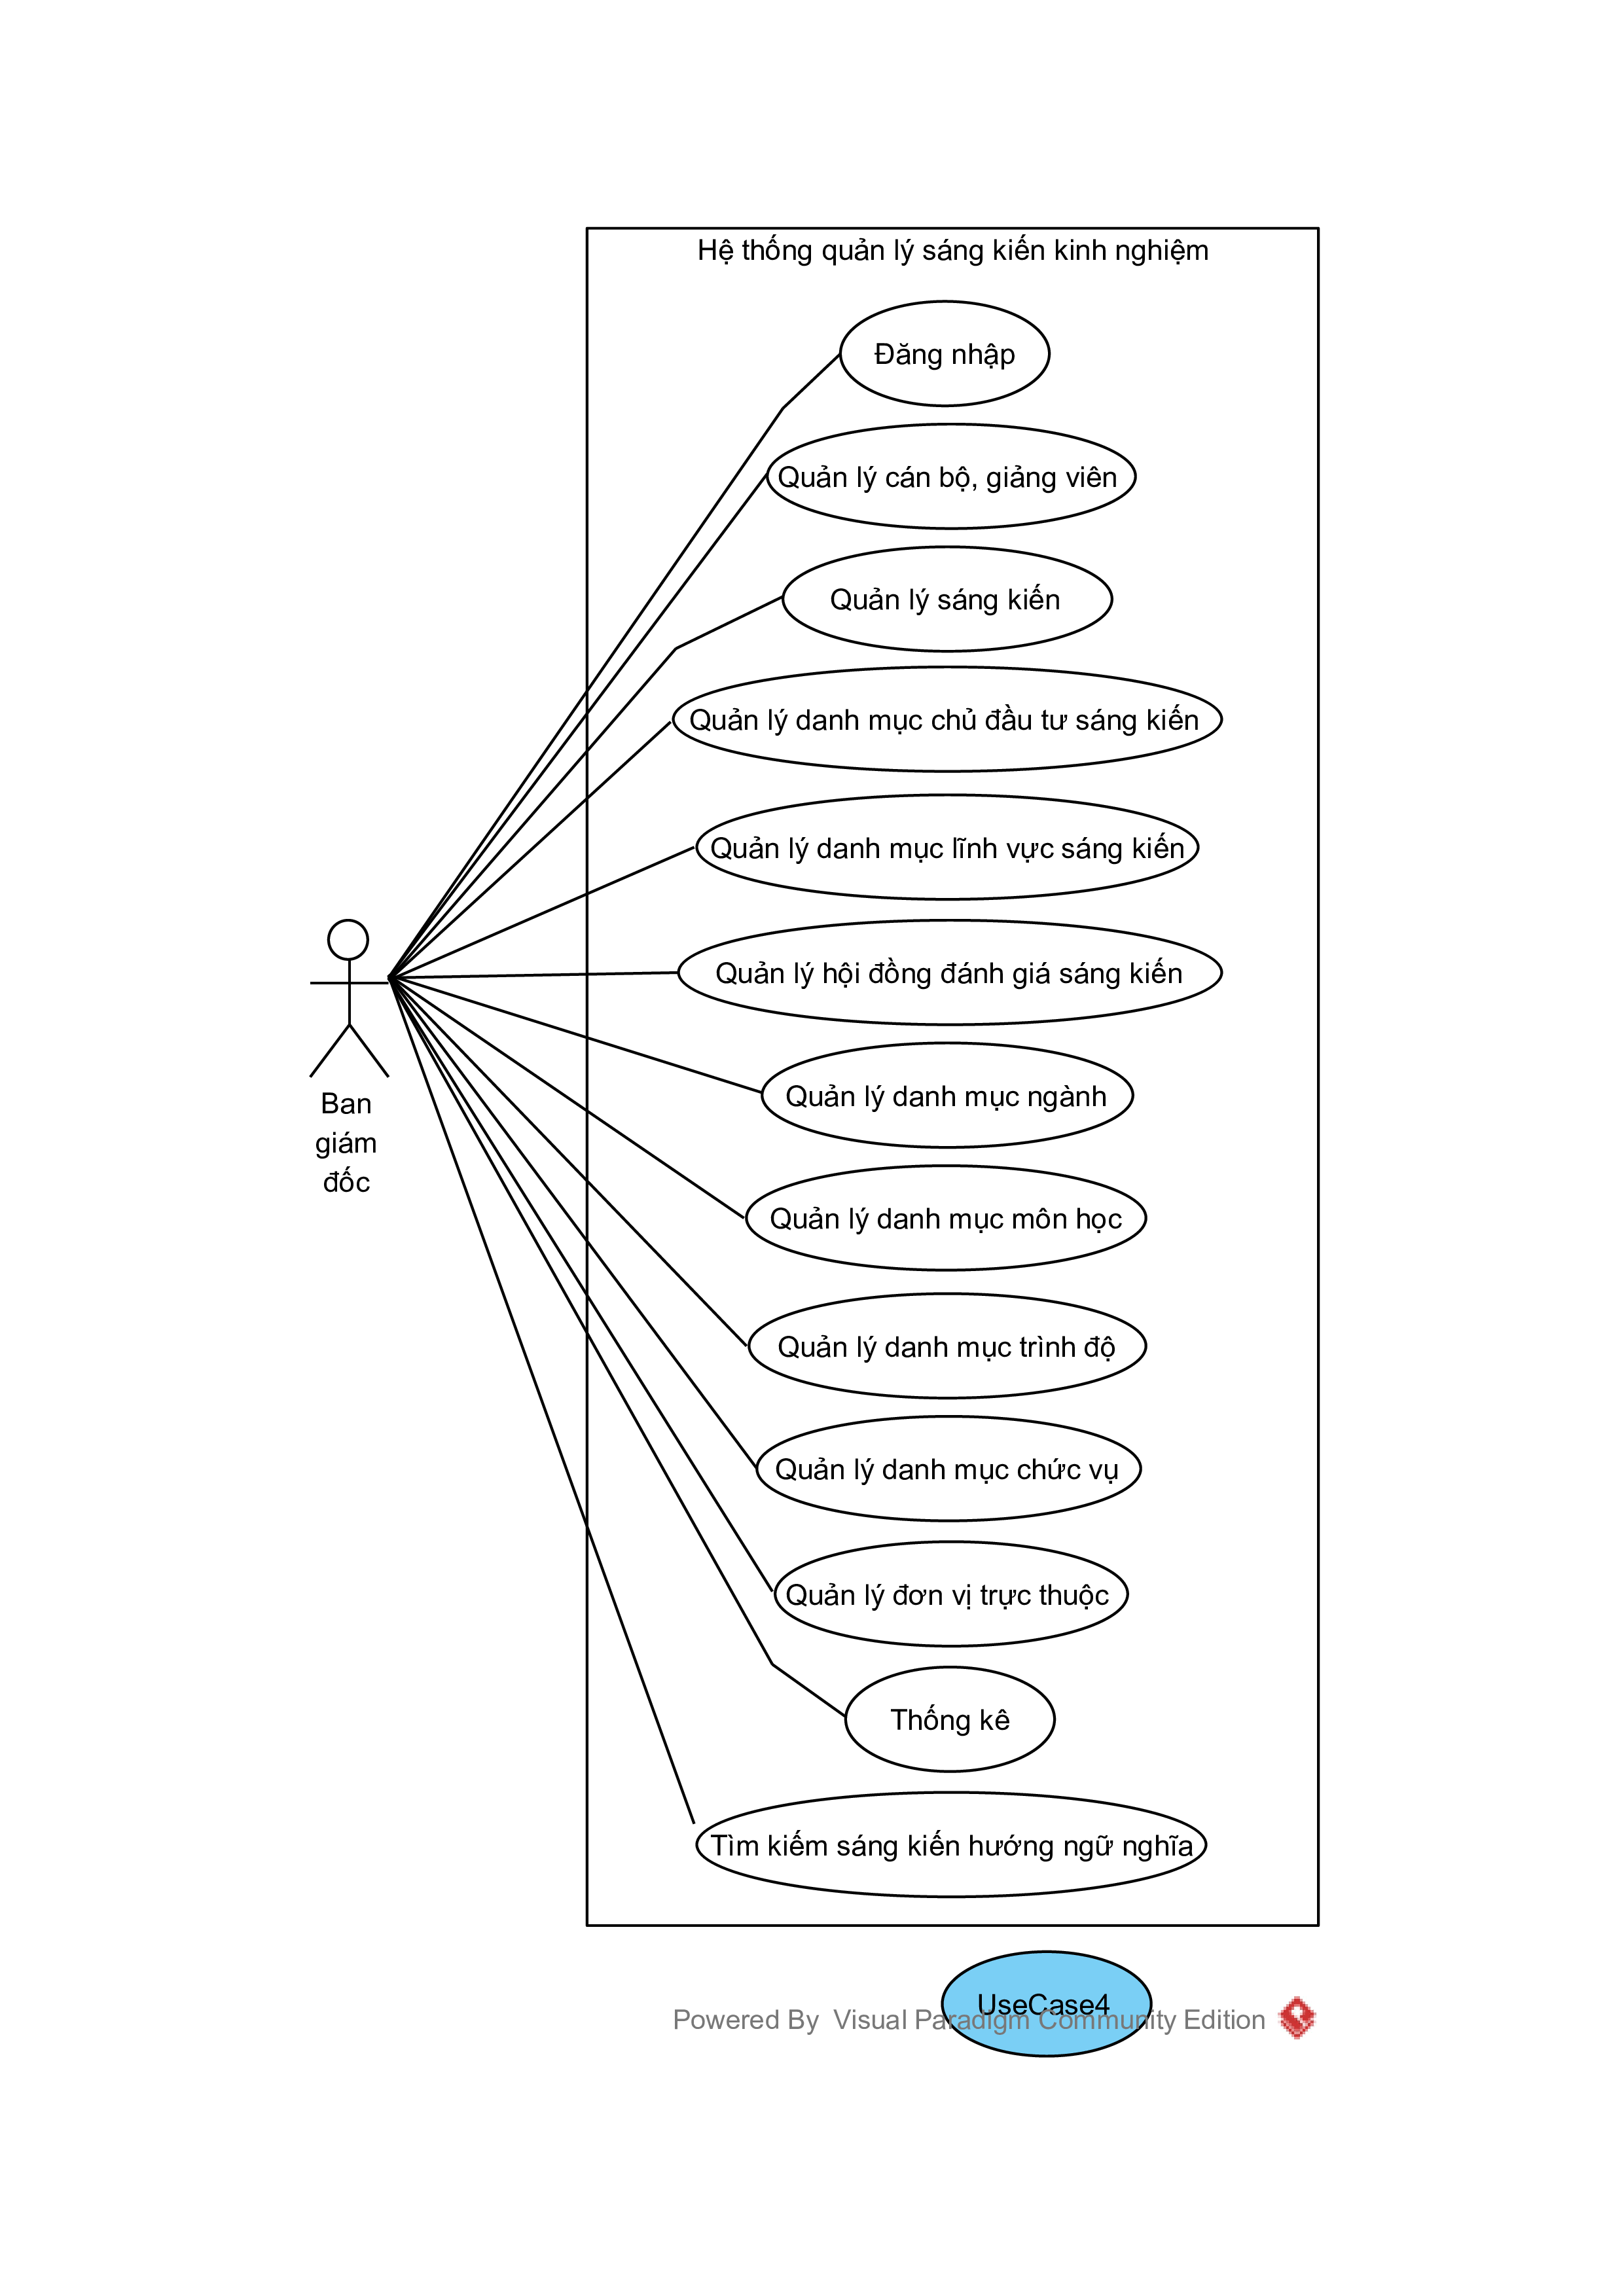 Hệ thống quản lý sáng kiến kinh nghiệm
Đăng nhập
Quản lý cán bộ, giảng viên
Quản lý sáng kiến
Quản lý danh mục chủ đầu tư sáng kiến
Quản lý danh mục lĩnh vực sáng kiến
Quản lý hội đồng đánh giá sáng kiến
Ban
giám
đốc
Quản lý danh mục ngành
Quản lý danh mục môn học
Quản lý danh mục trình độ
Quản lý danh mục chức vụ
Quản lý đơn vị trực thuộc
Thống kê
Tìm kiếm sáng kiến hướng ngữ nghĩa
UseCase4
Powered By Visual Paradigm Community Edition